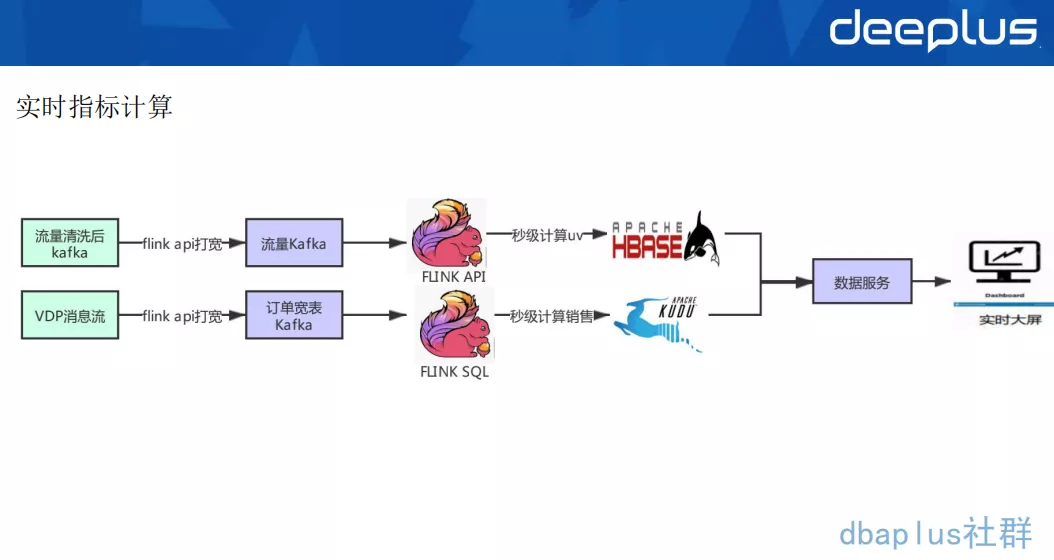 deeplus
实时指标计算
流量清洗后
kafka
flink api打宽
流量Kafka
FLINK API
秒级计算uv
APACHE
HBASE
VDP消息流
flink api打宽
订单宽表
Kafka
FLINK SQL
秒级计算销售
APACHE
KUDU
数据服务
Dashboard
实时大屏
dbaplus社群